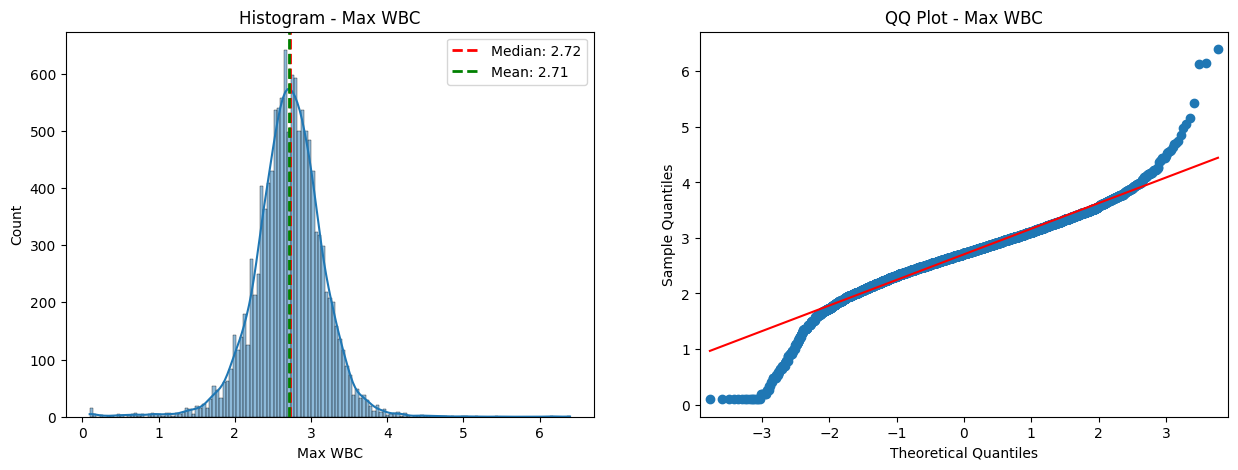 Histogram - Max WBC
Median: 2.72
Mean: 2.71
Count
600
500
400
300
200
100
0
0 1 2 3 4 5 6
Max WBC
QQ Plot - Max WBC
Sample Quantiles
6
5
4
3
2
1
0
−3 −2 −1 0 1 2 3
Theoretical Quantiles